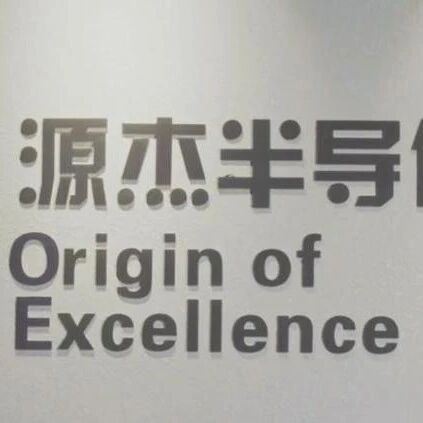 源杰半导
Origin of
Excellence